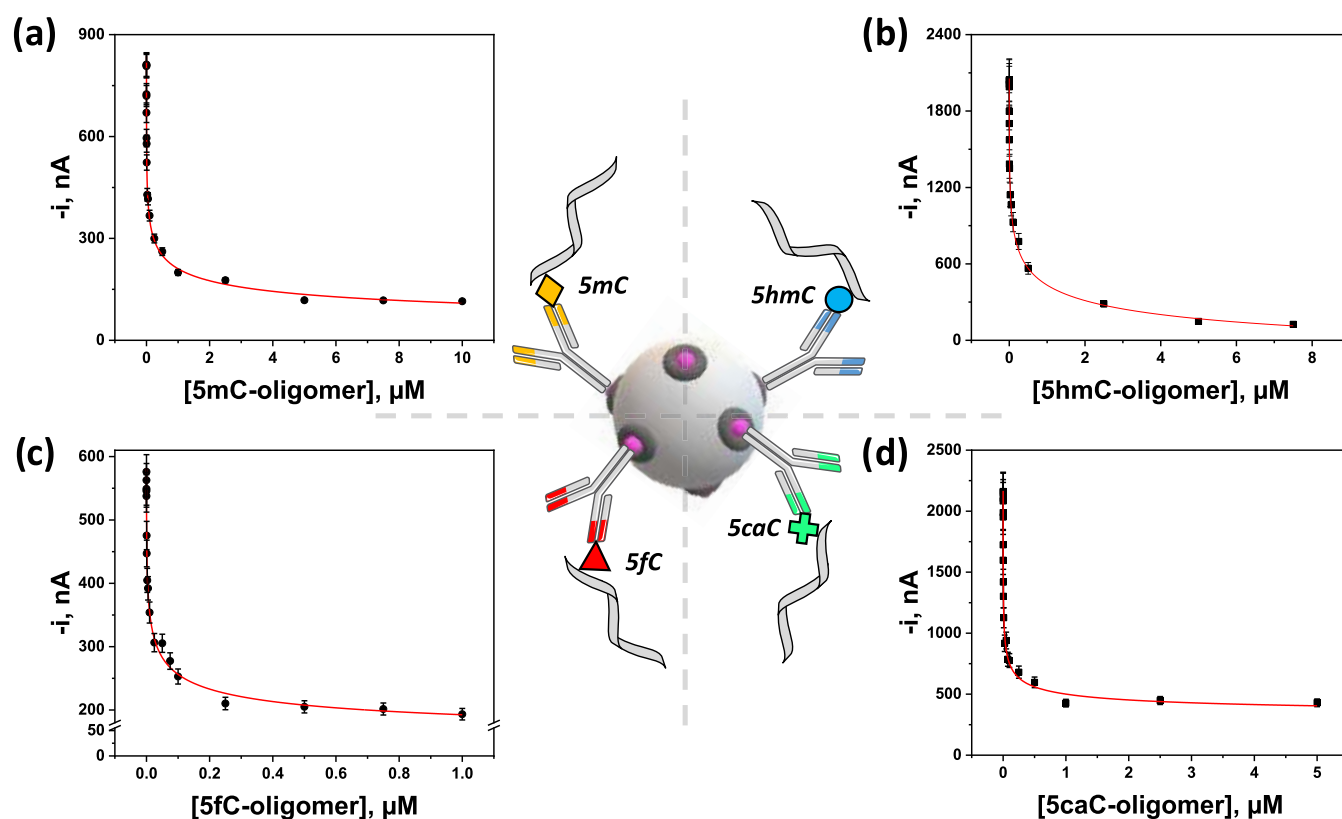 (a)
900
600
300
0
-i, nA
0
2
4
6
8
10
[5mC-oligomer], µM
(b)
2400
1800
1200
600
0
-i, nA
0
2
4
6
8
[5hmC-oligomer], µM
5mC
5hmC
5fC
5caC
(c)
600
500
400
300
200
50
0
-i, nA
0.0
0.2
0.4
0.6
0.8
1.0
[5fC-oligomer], µM
(d)
2500
2000
1500
1000
500
0
-i, nA
0
1
2
3
4
5
[5caC-oligomer], µM